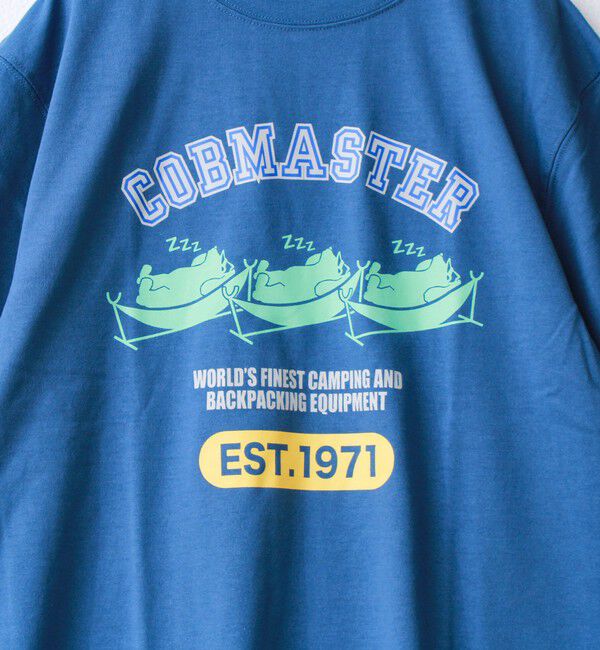 COBMASTER
ZZZ ZZZ ZZZ
WORLD'S FINEST CAMPING AND
BACKPACKING EQUIPMENT
EST.1971